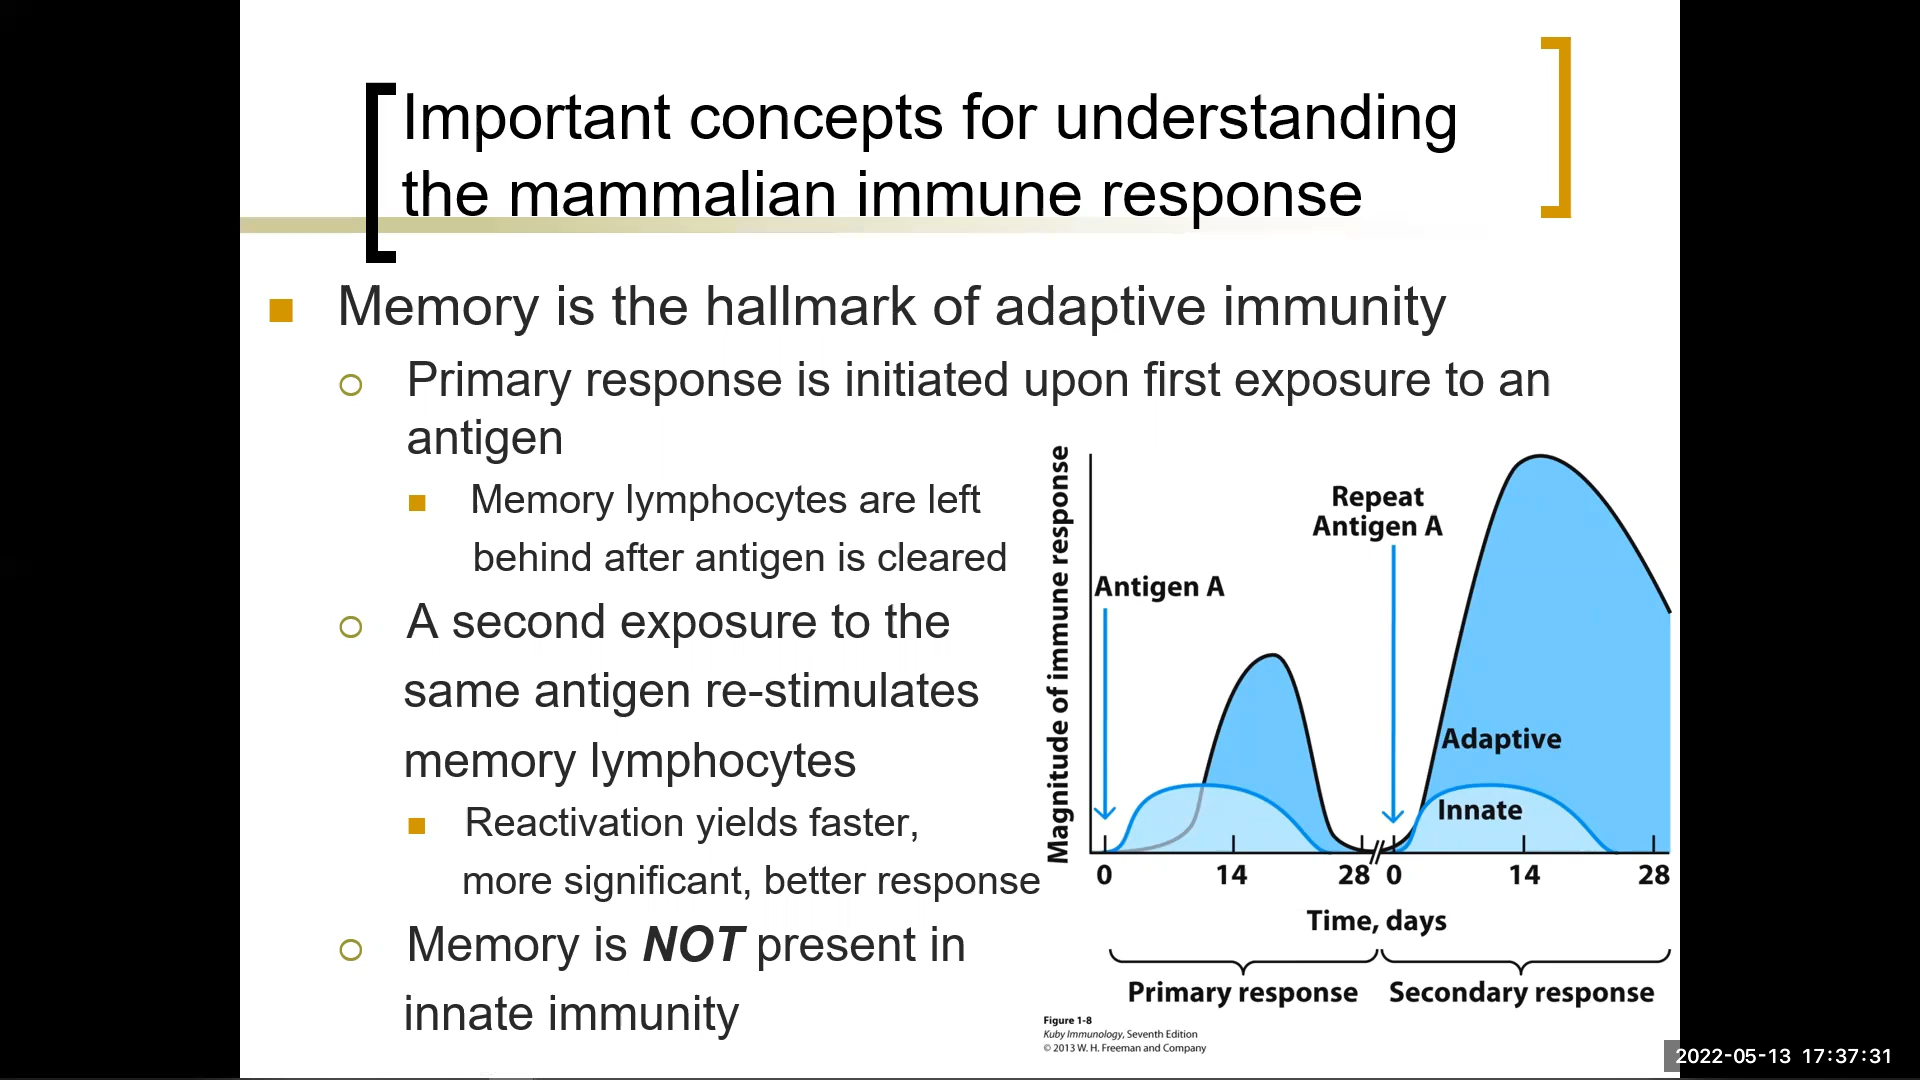 Important concepts for understanding
the mammalian immune response
Memory is the hallmark of adaptive immunity
Primary response is initiated upon first exposure to an
antigen
Memory lymphocytes are left
behind after antigen is cleared
A second exposure to the
same antigen re-stimulates
memory lymphocytes
Reactivation yields faster,
more significant, better response
Memory is NOT present in
innate immunity
Magnitude of immune response
Antigen A
Repeat
Antigen A
Adaptive
Innate
0 14 28 0 14 28
Time, days
Primary response Secondary response
Figure 1-8
Kuby Immunology, Seventh Edition
© 2013 W. H. Freeman and Company
2022-05-13 17:37:31